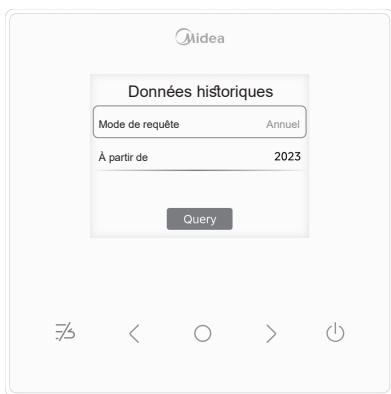 Midea
Données historiques
Mode de requête Annuel
À partir de 2023
Query